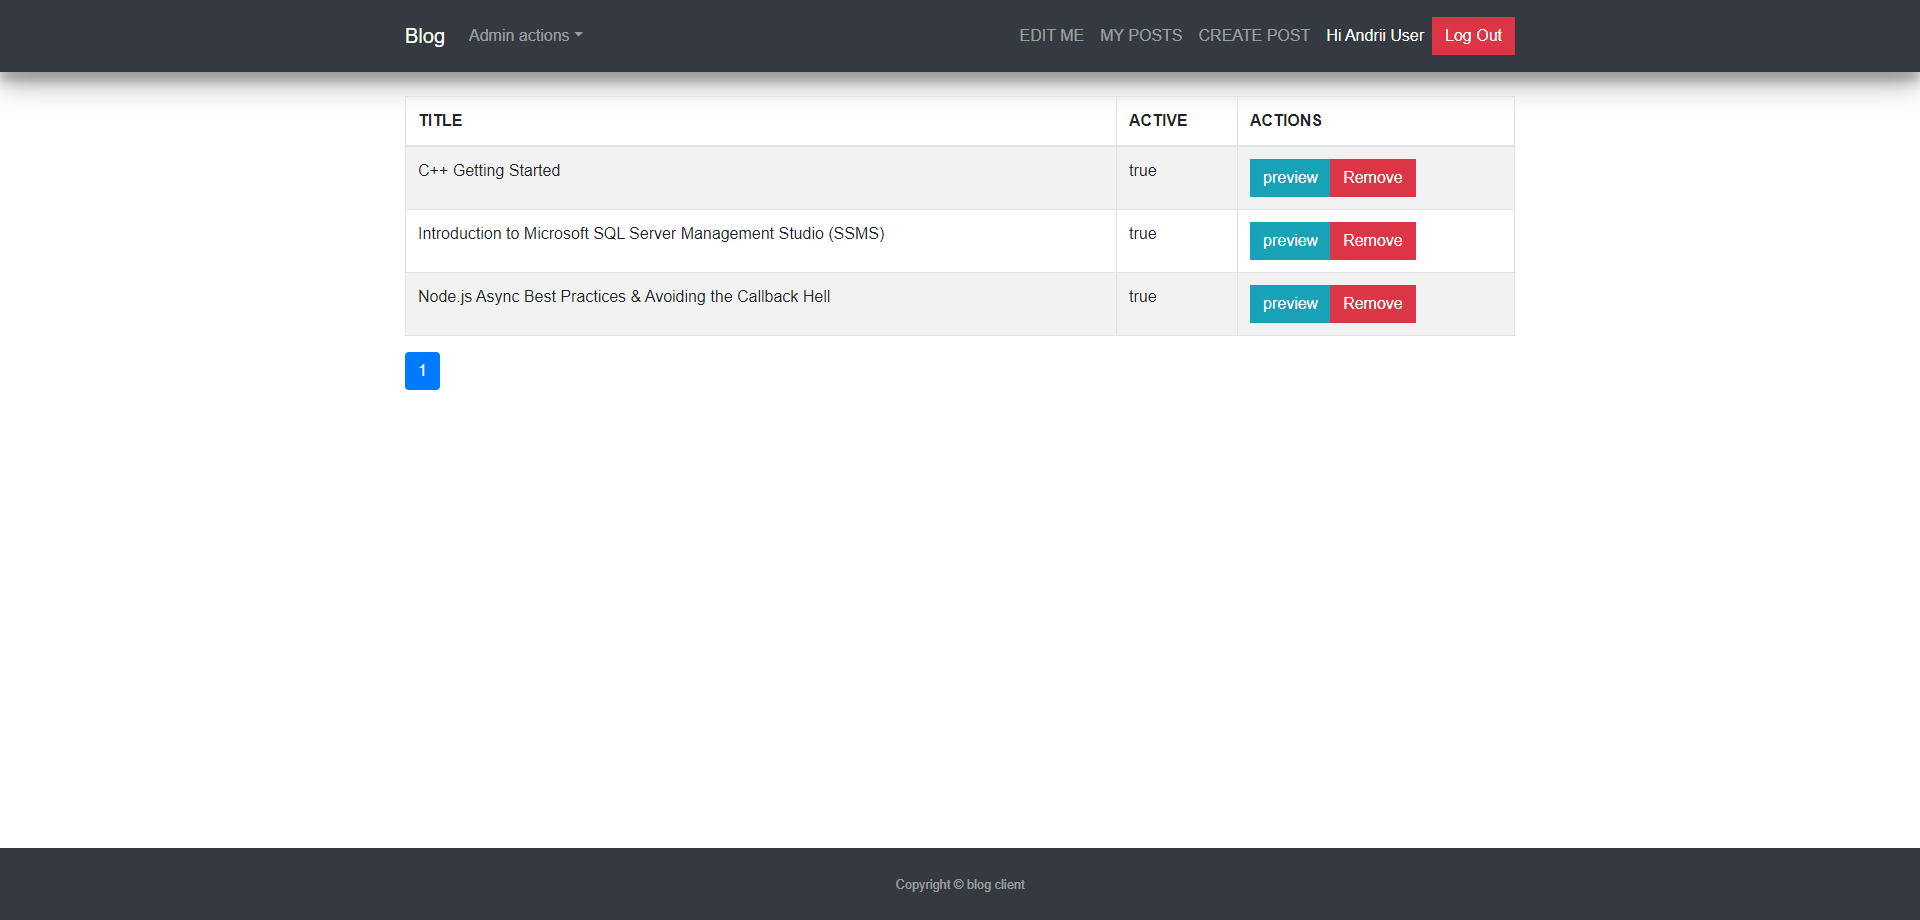 Blog Admin actions EDIT ME MY POSTS CREATE POST Hi Andrii User Log Out
TITLE ACTIVE ACTIONS
C++ Getting Started true preview Remove
Introduction to Microsoft SQL Server Management Studio (SSMS) true preview Remove
Node.js Async Best Practices & Avoiding the Callback Hell true preview Remove
1
Copyright © blog client